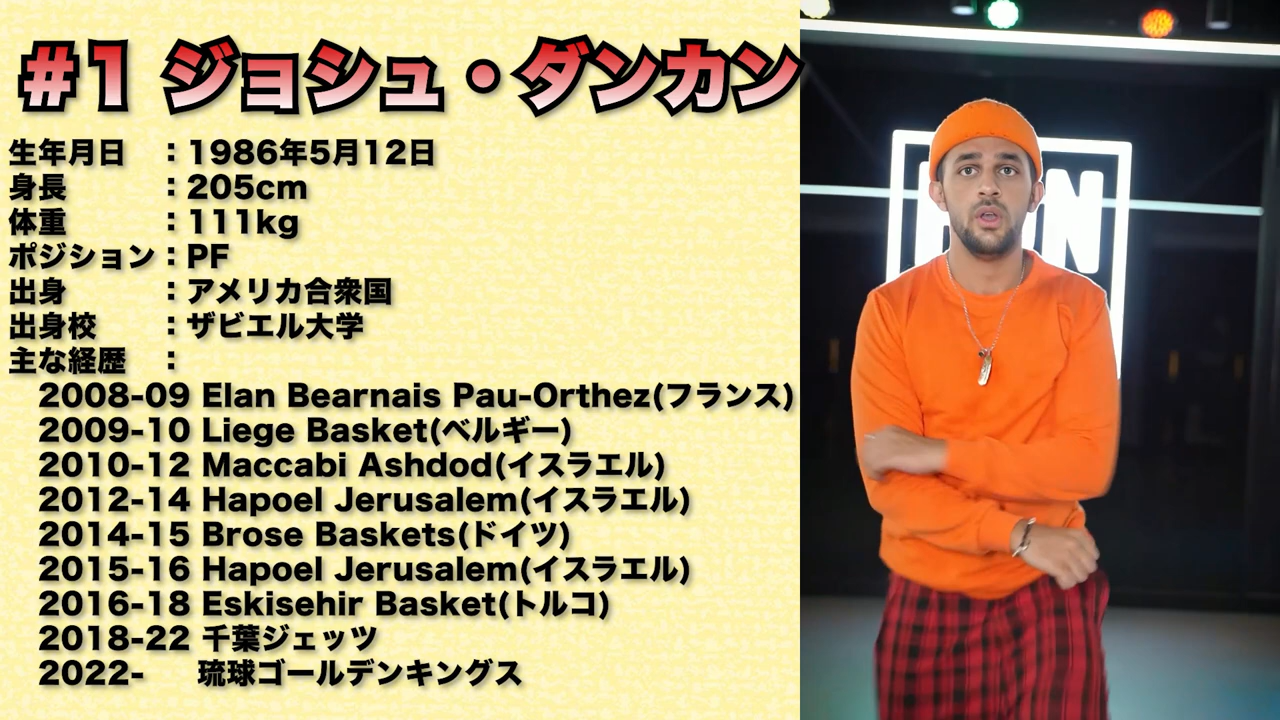 #1 ジョシュ・ダンカン
生年月日 ：1986年5月12日
身長 ：205cm
体重 ：111kg
ポジション：PF
出身 ：アメリカ合衆国
出身校 ：ザビエル大学
主な経歴 ：
2008-09 Elan Bearnais Pau-Orthez(フランス)
2009-10 Liege Basket(ベルギー)
2010-12 Maccabi Ashdod(イスラエル)
2012-14 Hapoel Jerusalem(イスラエル)
2014-15 Brose Baskets(ドイツ)
2015-16 Hapoel Jerusalem(イスラエル)
2016-18 Eskisehir Basket(トルコ)
2018-22 千葉ジェッツ
2022- 琉球ゴールデンキングス